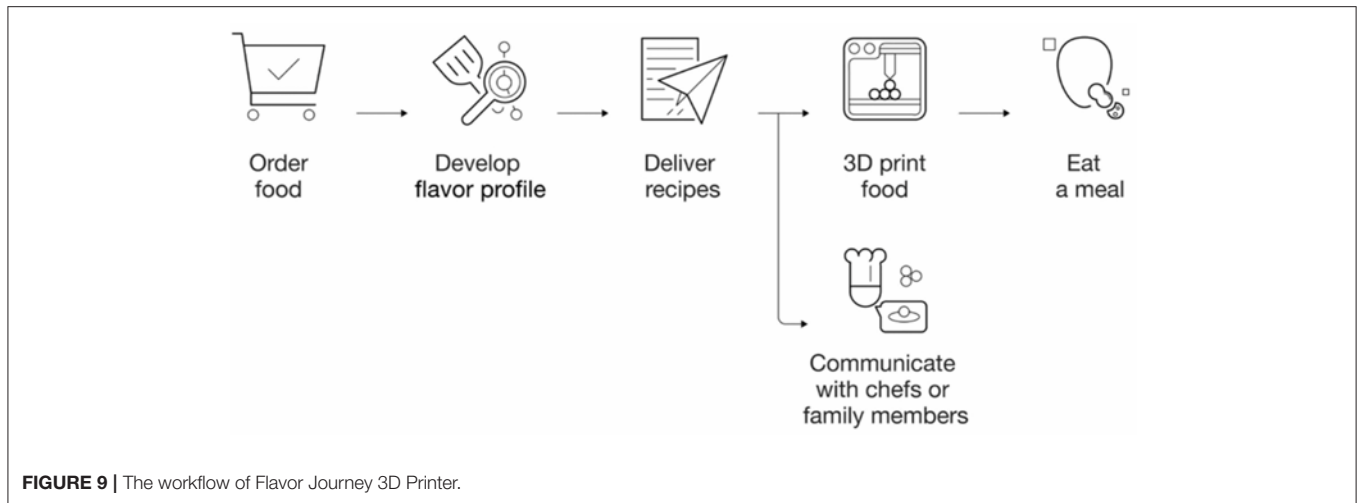 Order
food
Develop
flavor profile
Deliver
recipes
3D print
food
Eat
a meal
Communicate
with chefs or
family members
FIGURE 9 | The workflow of Flavor Journey 3D Printer.